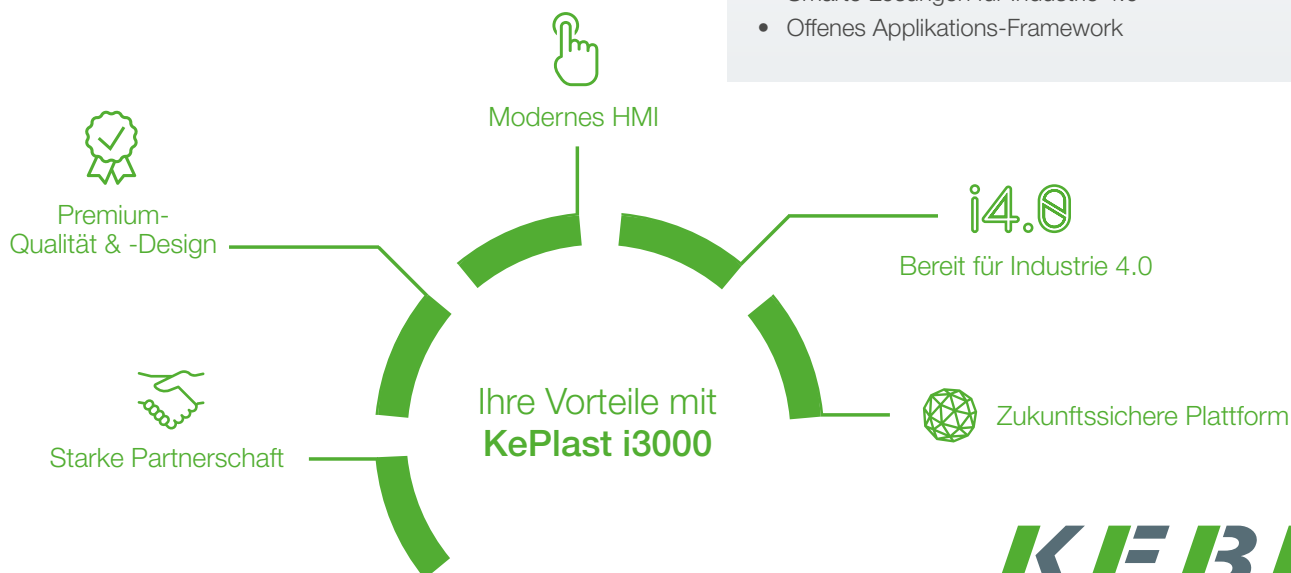 • Offenes Applikations-Framework
Modernes HMI
Premium-
Qualität & -Design
i4.0
Bereit für Industrie 4.0
Ihre Vorteile mit
KePlast i3000
Zukunftssichere Plattform
Starke Partnerschaft